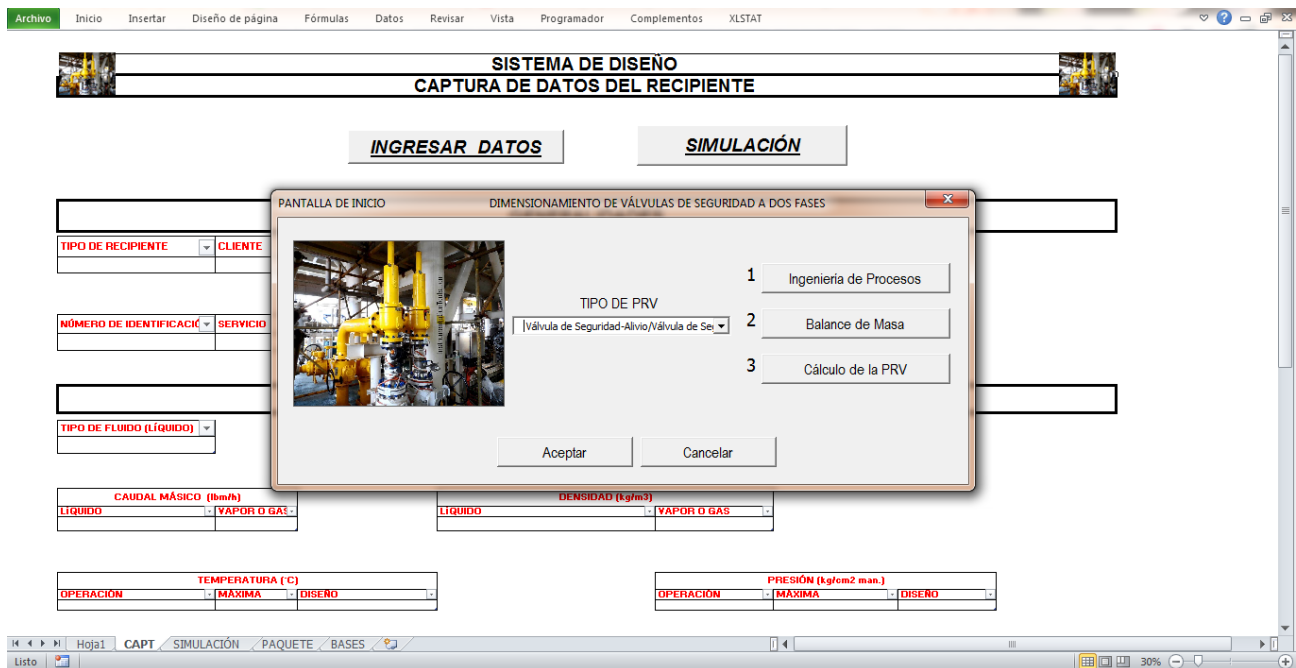 Archivo Inicio Insertar Diseño de página Fórmulas Datos Revisar Vista Programador Complementos XLSTAT
SISTEMA DE DISEÑO
CAPTURA DE DATOS DEL RECIPIENTE
INGRESAR DATOS SIMULACIÓN
PANTALLA DE INICIO DIMENSIONAMIENTO DE VÁLVULAS DE SEGURIDAD A DOS FASES
TIPO DE RECIPIENTE CLIENTE
1 Ingeniería de Procesos
TIPO DE PRV
Válvula de Seguridad-Alivio/Válvula de Se
2 Balance de Masa
NÚMERO DE IDENTIFICACIÓ SERVICIO
3 Cálculo de la PRV
TIPO DE FLUIDO (LÍQUIDO)
Aceptar Cancelar
CAUDAL MÁSICO (lbm/h) DENSIDAD (kg/m3)
LÍQUIDO VAPOR O GAS LÍQUIDO VAPOR O GAS
TEMPERATURA (°C) PRESIÓN (kg/cm2 man.)
OPERACIÓN MÁXIMA DISEÑO OPERACIÓN MÁXIMA DISEÑO
Hoja1 CAPT SIMULACIÓN PAQUETE BASES
Listo 30%